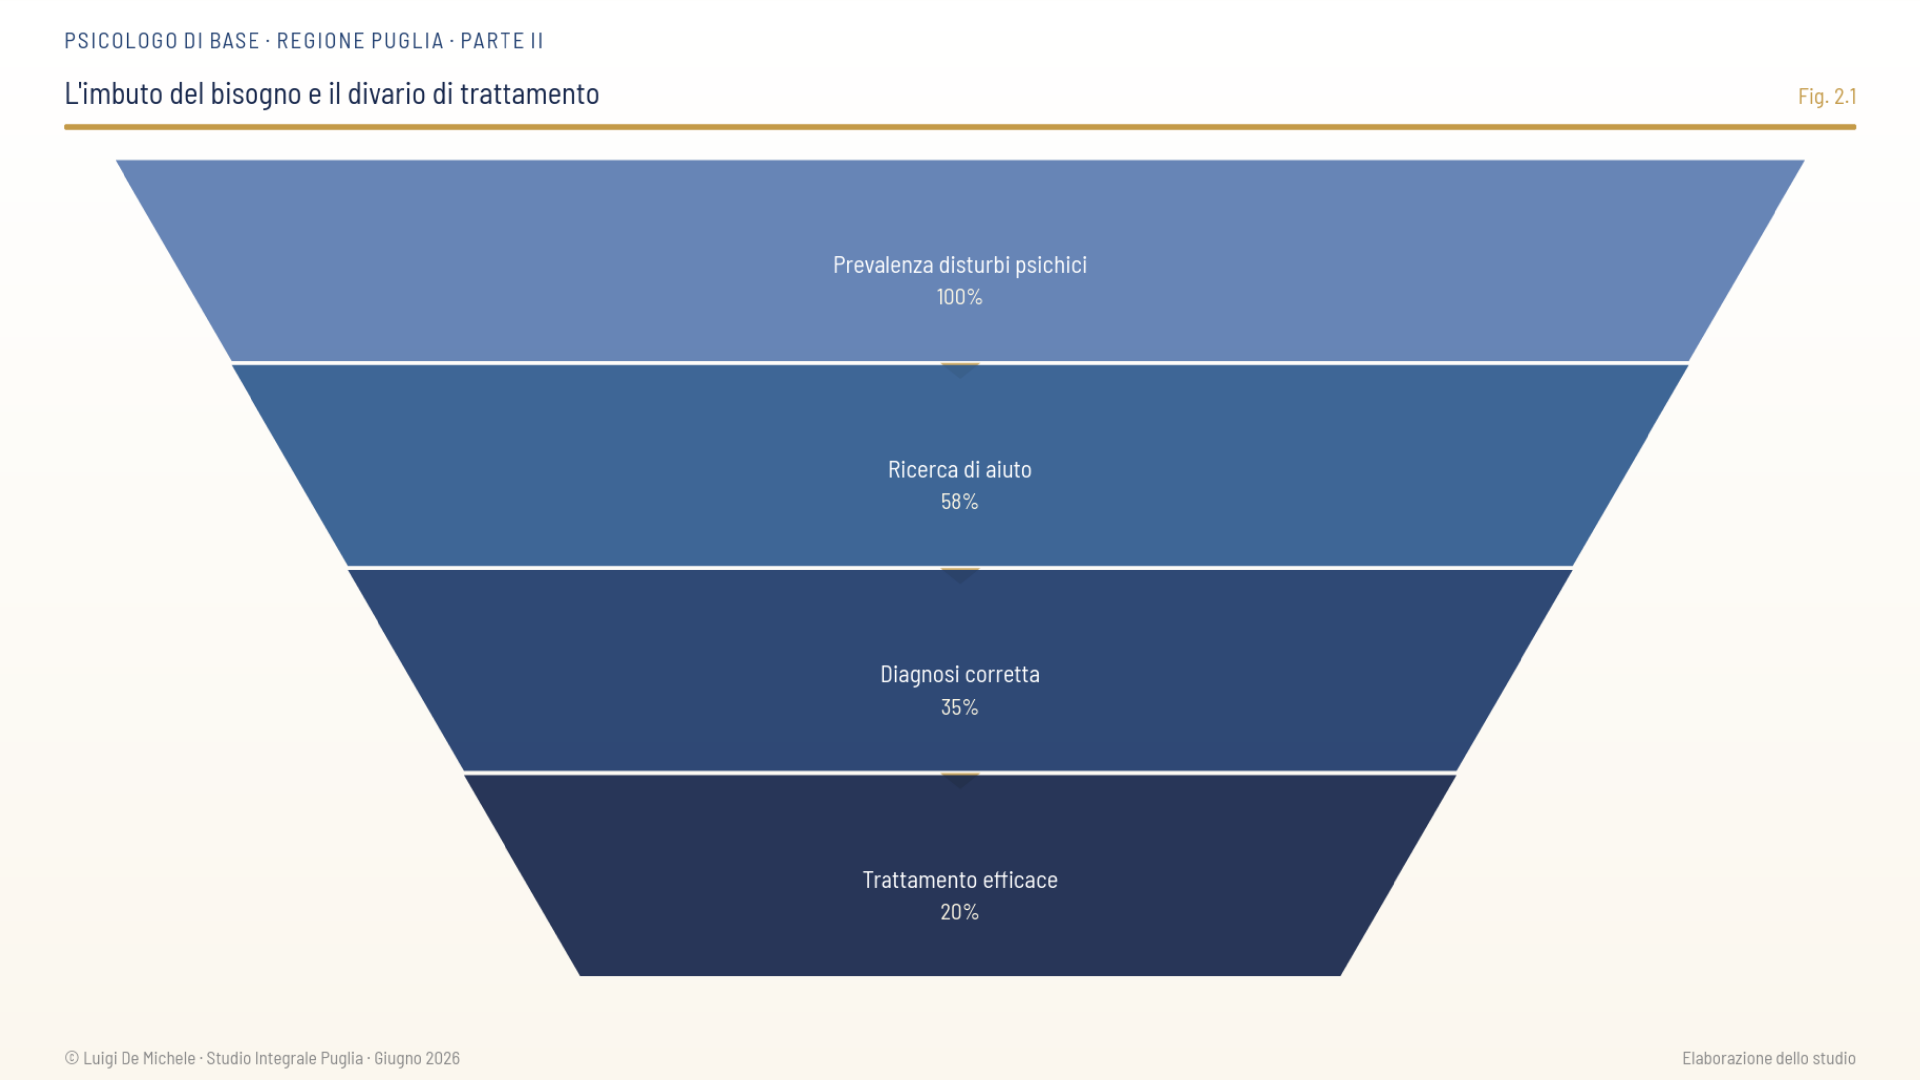 PSICOLOGO DI BASE · REGIONE PUGLIA · PARTE II
L'imbuto del bisogno e il divario di trattamento
Fig. 2.1
Prevalenza disturbi psichici
100%
Ricerca di aiuto
58%
Diagnosi corretta
35%
Trattamento efficace
20%
© Luigi De Michele · Studio Integrale Puglia · Giugno 2026
Elaborazione dello studio